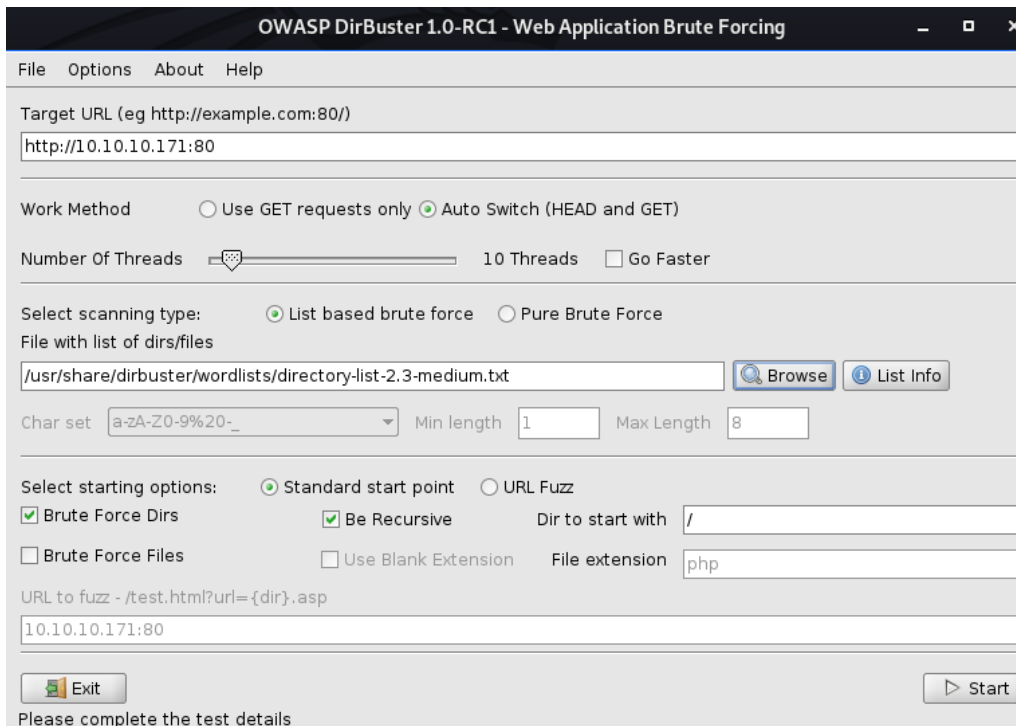 OWASP DirBuster 1.0-RC1 - Web Application Brute Forcing
File Options About Help
Target URL (eg http://example.com:80/)
http://10.10.10.171:80
Work Method Use GET requests only Auto Switch (HEAD and GET)
Number Of Threads 10 Threads Go Faster
Select scanning type: List based brute force Pure Brute Force
File with list of dirs/files
/usr/share/dirbuster/wordlists/directory-list-2.3-medium.txt Browse List Info
Char set a-zA-Z0-9%20-_ Min length 1 Max Length 8
Select starting options: Standard start point URL Fuzz
Brute Force Dirs Be Recursive Dir to start with /
Brute Force Files Use Blank Extension File extension php
URL to fuzz - /test.html?url={dir}.asp
10.10.10.171:80
Exit Start
Please complete the test details